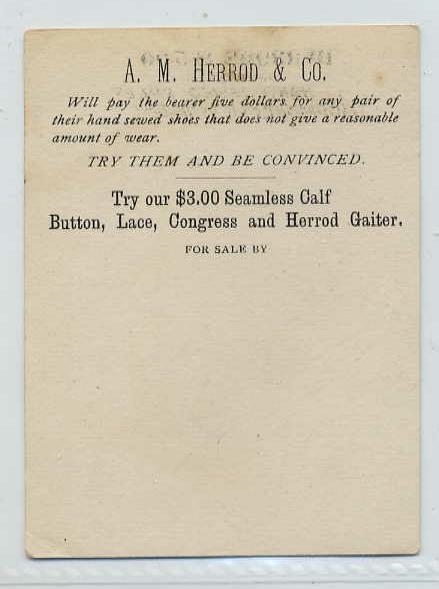 A. M. HERROD & CO.
Will pay the bearer five dollars for any pair of
their hand sewed shoes that does not give a reasonable
amount of wear.
TRY THEM AND BE CONVINCED.
Try our $3.00 Seamless Calf
Button, Lace, Congress and Herrod Gaiter.
FOR SALE BY